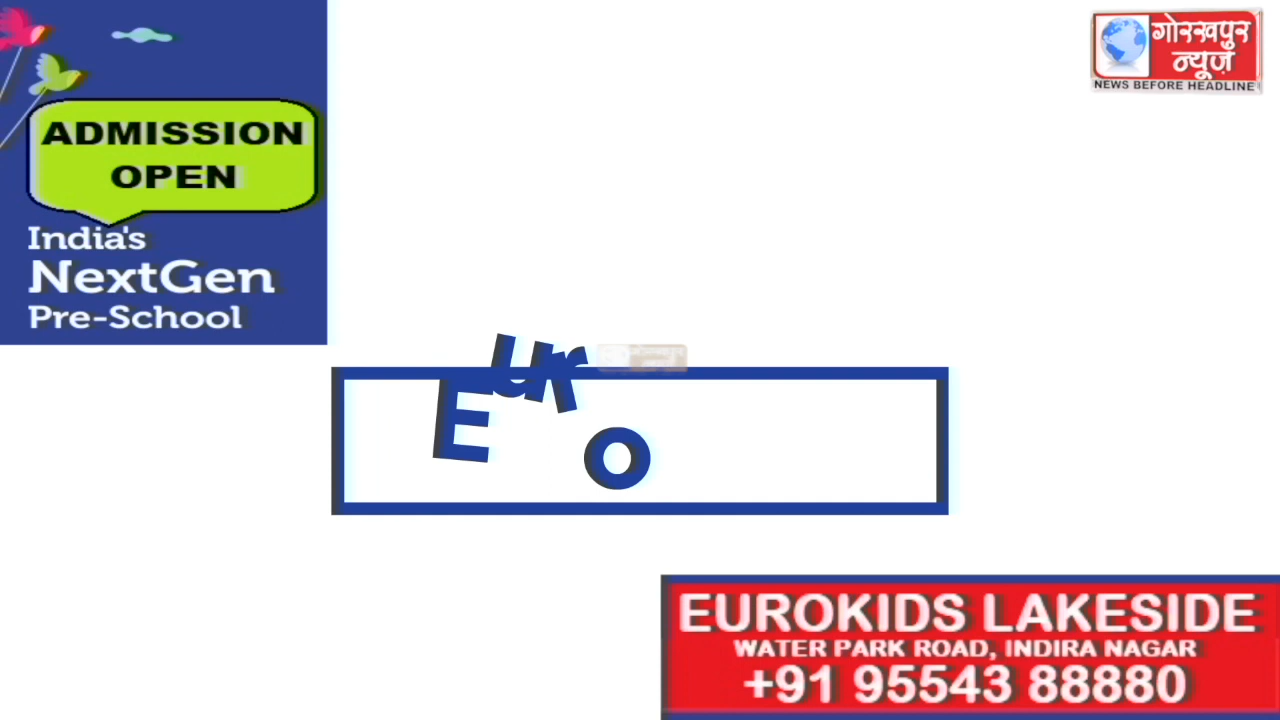 ADMISSION
OPEN
India's
NextGen
Pre-School
गोरखपुर
न्यूज़
NEWS BEFORE HEADLINE
Euro
EUROKIDS LAKESIDE
WATER PARK ROAD, INDIRA NAGAR
+91 95543 88880